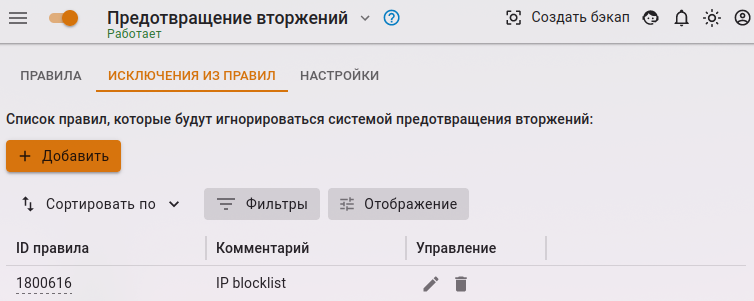 Предотвращение вторжений
Создать бэкап
Работает
ПРАВИЛА ИСКЛЮЧЕНИЯ ИЗ ПРАВИЛ НАСТРОЙКИ
Список правил, которые будут игнорироваться системой предотвращения вторжений:
+ Добавить
Сортировать по Фильтры Отображение
ID правила Комментарий Управление
1800616 IP blocklist